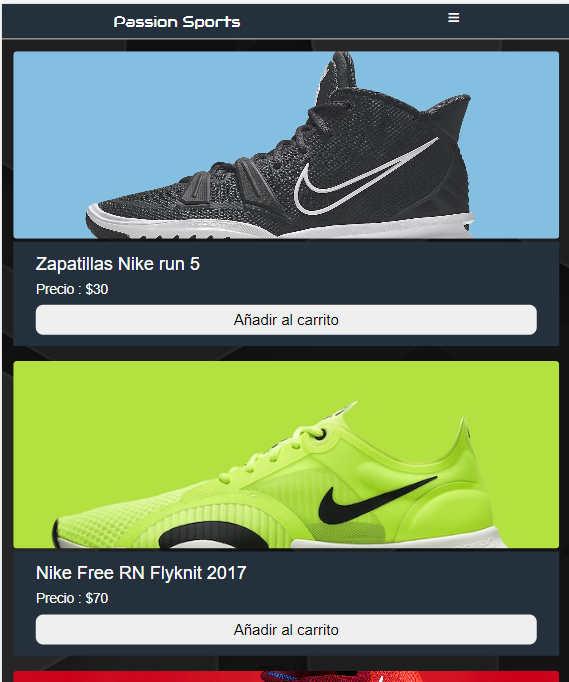 Passion Sports
Zapatillas Nike run 5
Precio : $30
Añadir al carrito
Nike Free RN Flyknit 2017
Precio : $70
Añadir al carrito